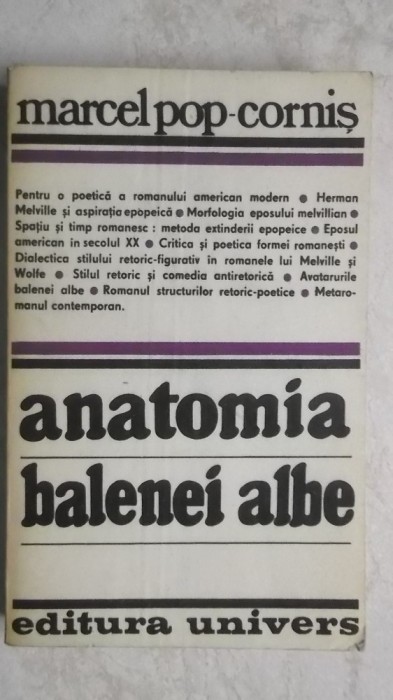 marcel pop-corniș
Pentru o poetică a romanului american modern ● Herman
Melville și aspirația epopeică ● Morfologia eposului melvillian ●
Spațiu și timp romanesc : metoda extinderii epopeice ● Eposul
american în secolul XX ● Critica și poetica formei romanești ●
Dialectica stilului retoric-figurativ în romanele lui Melville și
Wolfe ● Stilul retoric și comedia antiretorică ● Avatarurile
balenei albe ● Romanul structurilor retoric-poetice ● Metaro-
manul contemporan.
anatomia
balenei albe
editura univers